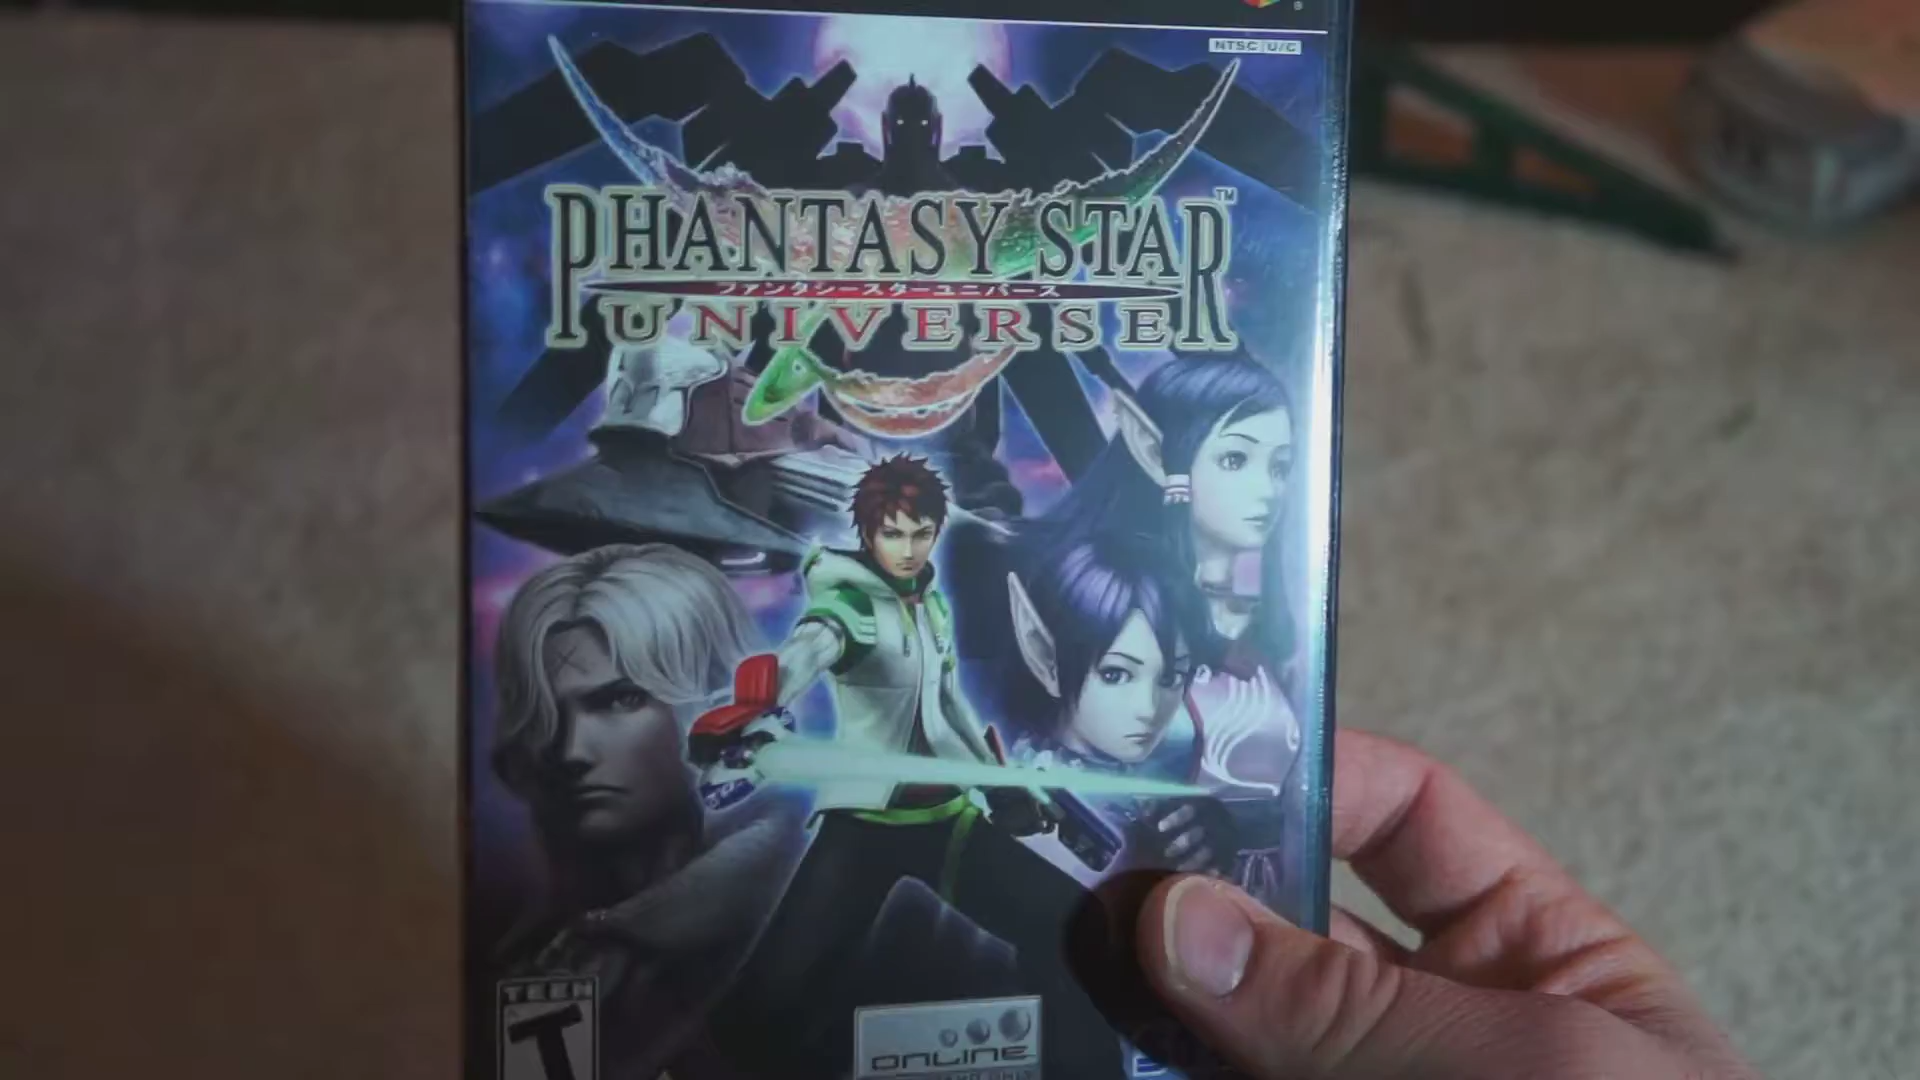 NTSC U/C
PHANTASY STAR™
ファンタシースターユニバース
UNIVERSE
TEEN
T
ONLINE